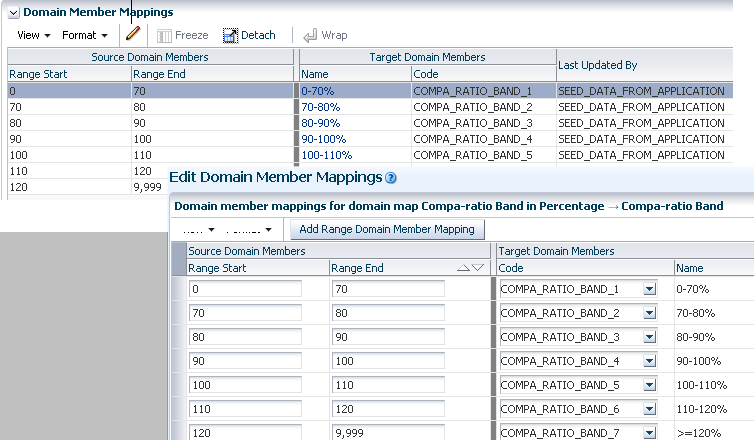 Domain Member Mappings
View Format Freeze Detach Wrap
Source Domain Members Target Domain Members Last Updated By
Range Start Range End Name Code
0 70 0-70% COMPA_RATIO_BAND_1 SEED_DATA_FROM_APPLICATION
70 80 70-80% COMPA_RATIO_BAND_2 SEED_DATA_FROM_APPLICATION
80 90 80-90% COMPA_RATIO_BAND_3 SEED_DATA_FROM_APPLICATION
90 100 90-100% COMPA_RATIO_BAND_4 SEED_DATA_FROM_APPLICATION
100 110 100-110% COMPA_RATIO_BAND_5 SEED_DATA_FROM_APPLICATION
110 120
120 9,999
Edit Domain Member Mappings
Domain member mappings for domain map Compa-ratio Band in Percentage → Compa-ratio Band
Add Range Domain Member Mapping
Source Domain Members Target Domain Members
Range Start Range End Code Name
0 70 COMPA_RATIO_BAND_1 0-70%
70 80 COMPA_RATIO_BAND_2 70-80%
80 90 COMPA_RATIO_BAND_3 80-90%
90 100 COMPA_RATIO_BAND_4 90-100%
100 110 COMPA_RATIO_BAND_5 100-110%
110 120 COMPA_RATIO_BAND_6 110-120%
120 9,999 COMPA_RATIO_BAND_7 >=120%